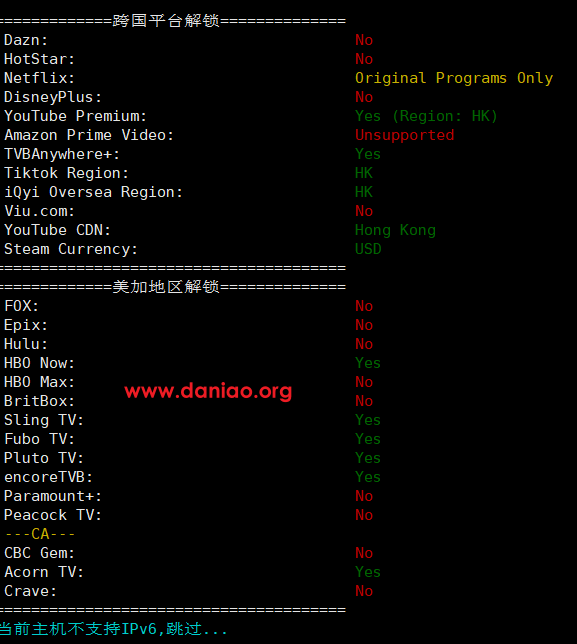 =============跨国平台解锁==============
Dazn: No
HotStar: No
Netflix: Original Programs Only
DisneyPlus: No
YouTube Premium: Yes (Region: HK)
Amazon Prime Video: Unsupported
TVBAnywhere+: Yes
Tiktok Region: HK
iQyi Oversea Region: HK
Viu.com: No
YouTube CDN: Hong Kong
Steam Currency: USD
=======================================
=============美加地区解锁==============
FOX: No
Epix: No
Hulu: No
HBO Now: Yes
HBO Max: No
www.daniao.org
BritBox: No
Sling TV: Yes
Fubo TV: Yes
Pluto TV: Yes
encoreTVB: Yes
Paramount+: No
Peacock TV: No
---CA---
CBC Gem: No
Acorn TV: Yes
Crave: No
=======================================
当前主机不支持IPv6,跳过...